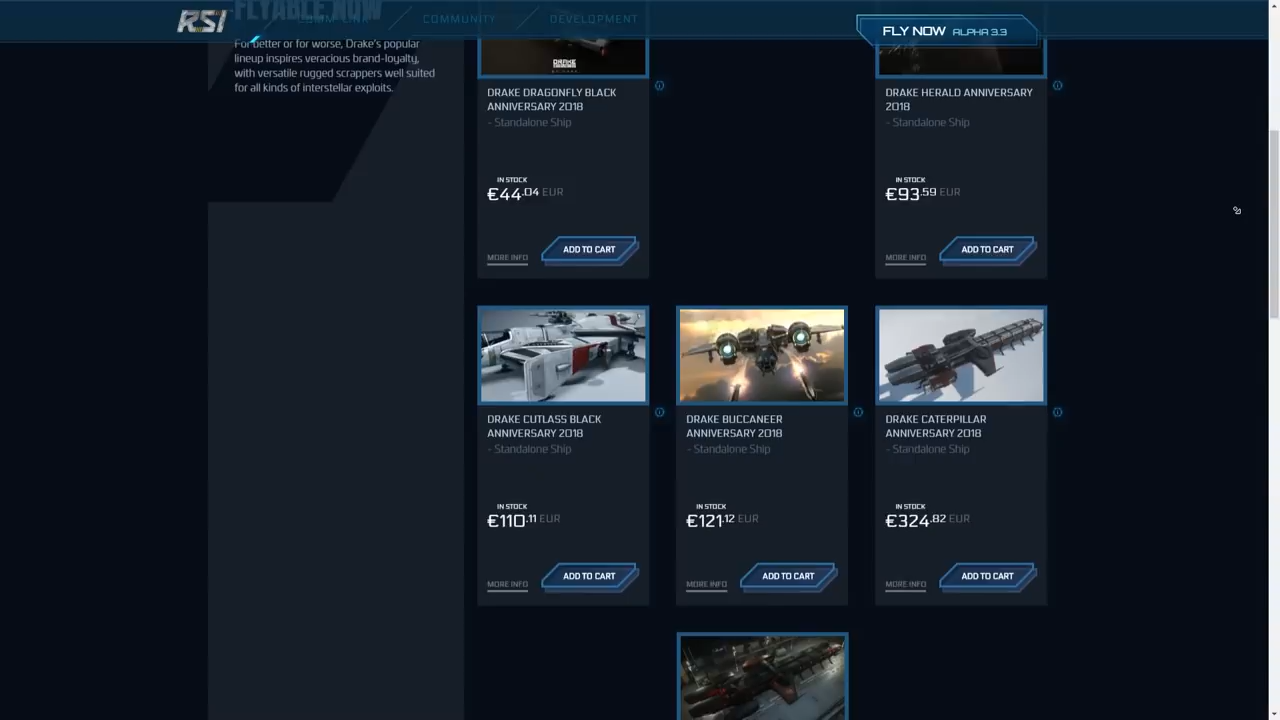 FLYABLE NOW
RSI
COMMUNITY
DEVELOPMENT
FLY NOW ALPHA 3.3
For better or for worse, Drake's popular
lineup inspires veracious brand-loyalty,
with versatile rugged scrappers well suited
for all kinds of interstellar exploits.
DRAKE
DRAKE DRAGONFLY BLACK
ANNIVERSARY 2018
- Standalone Ship
IN STOCK
€44.04 EUR
MORE INFO
ADD TO CART
DRAKE HERALD ANNIVERSARY
2018
- Standalone Ship
IN STOCK
€93.59 EUR
MORE INFO
ADD TO CART
DRAKE CUTLASS BLACK
ANNIVERSARY 2018
- Standalone Ship
IN STOCK
€110.11 EUR
MORE INFO
ADD TO CART
DRAKE BUCCANEER
ANNIVERSARY 2018
- Standalone Ship
IN STOCK
€121.12 EUR
MORE INFO
ADD TO CART
DRAKE CATERPILLAR
ANNIVERSARY 2018
- Standalone Ship
IN STOCK
€324.82 EUR
MORE INFO
ADD TO CART